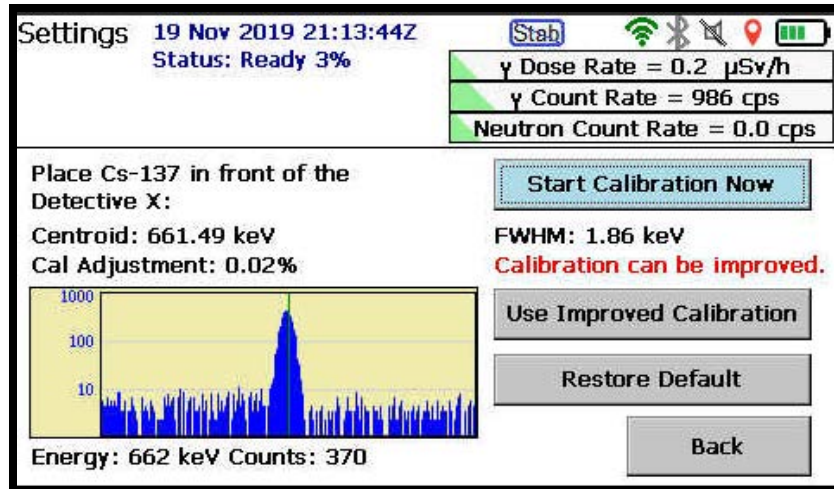 Settings 19 Nov 2019 21:13:44Z Stab
Status: Ready 3%
γ Dose Rate = 0.2 µSv/h
γ Count Rate = 986 cps
Neutron Count Rate = 0.0 cps
Place Cs-137 in front of the
Detective X:
Start Calibration Now
Centroid: 661.49 keV
FWHM: 1.86 keV
Cal Adjustment: 0.02%
Calibration can be improved.
1000
100
10
Use Improved Calibration
Restore Default
Energy: 662 keV Counts: 370
Back